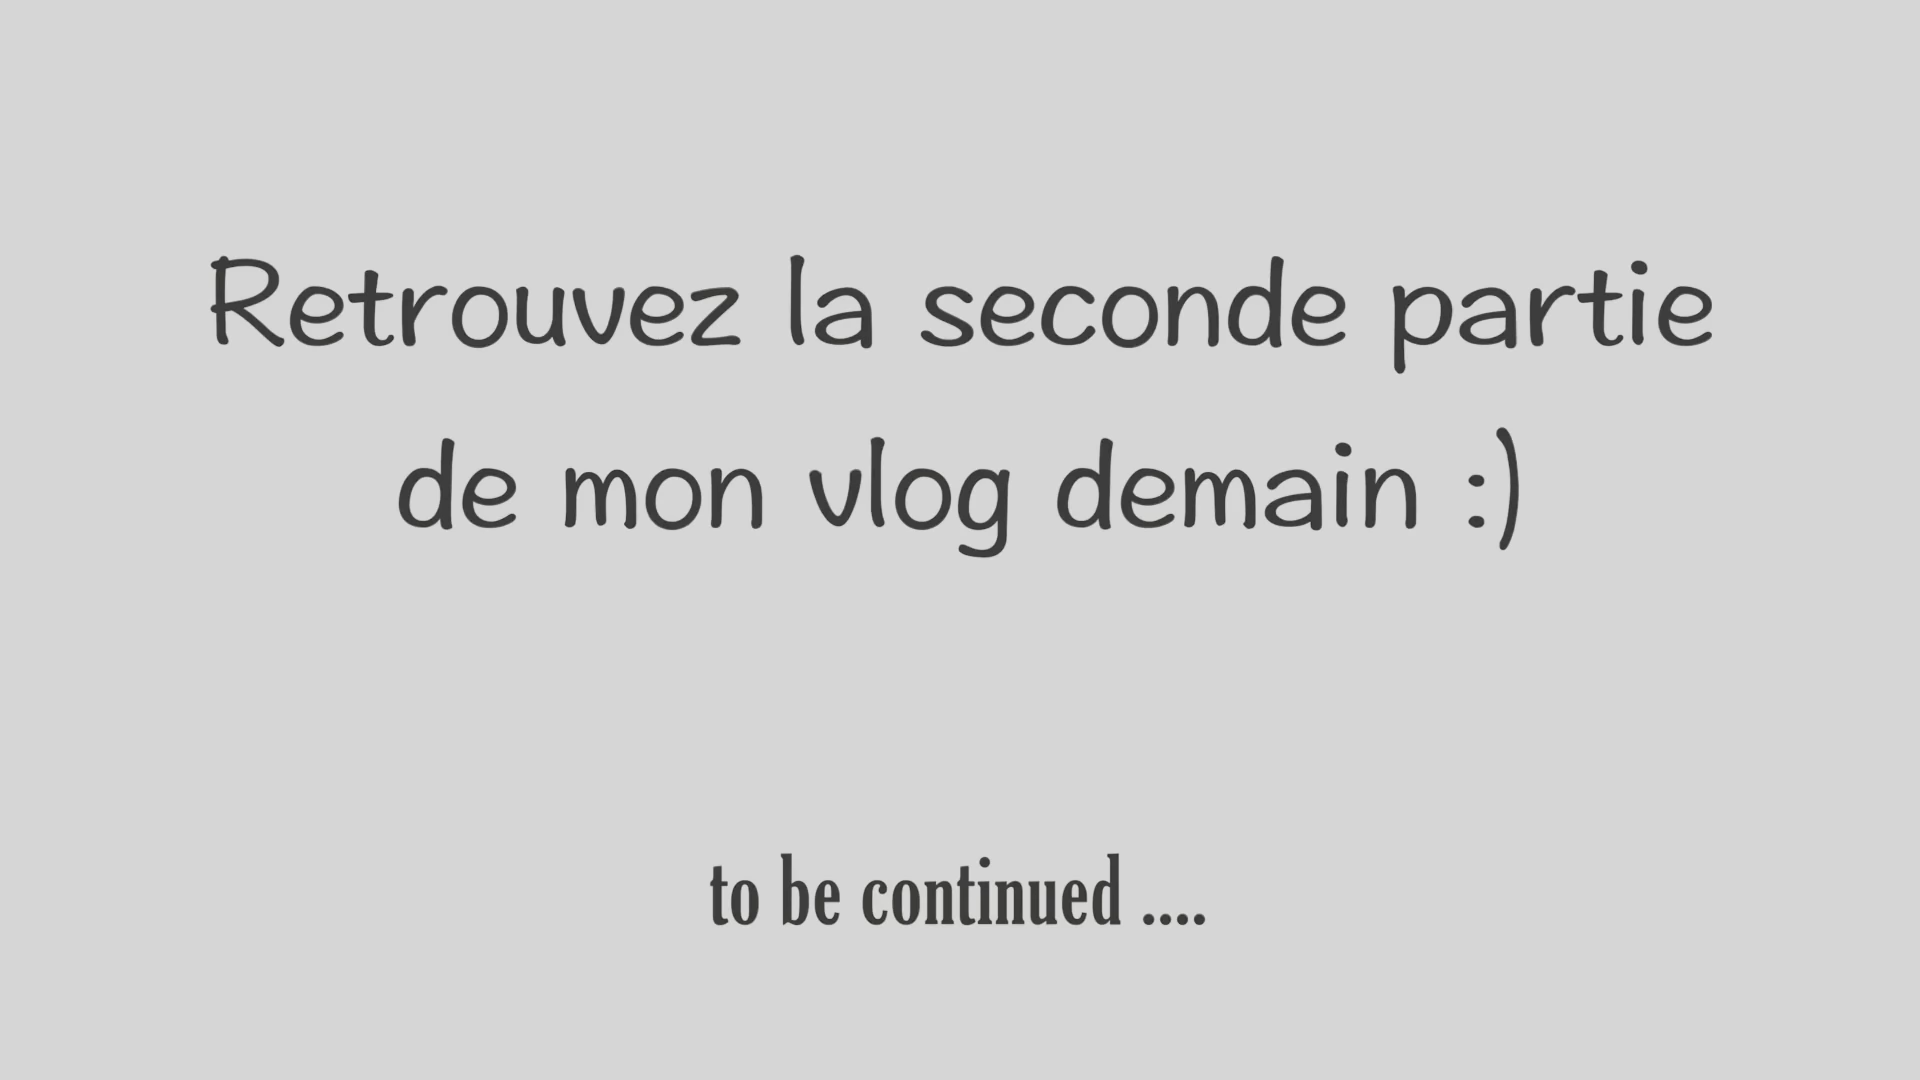 Retrouvez la seconde partie
de mon vlog demain :)
to be continued ....